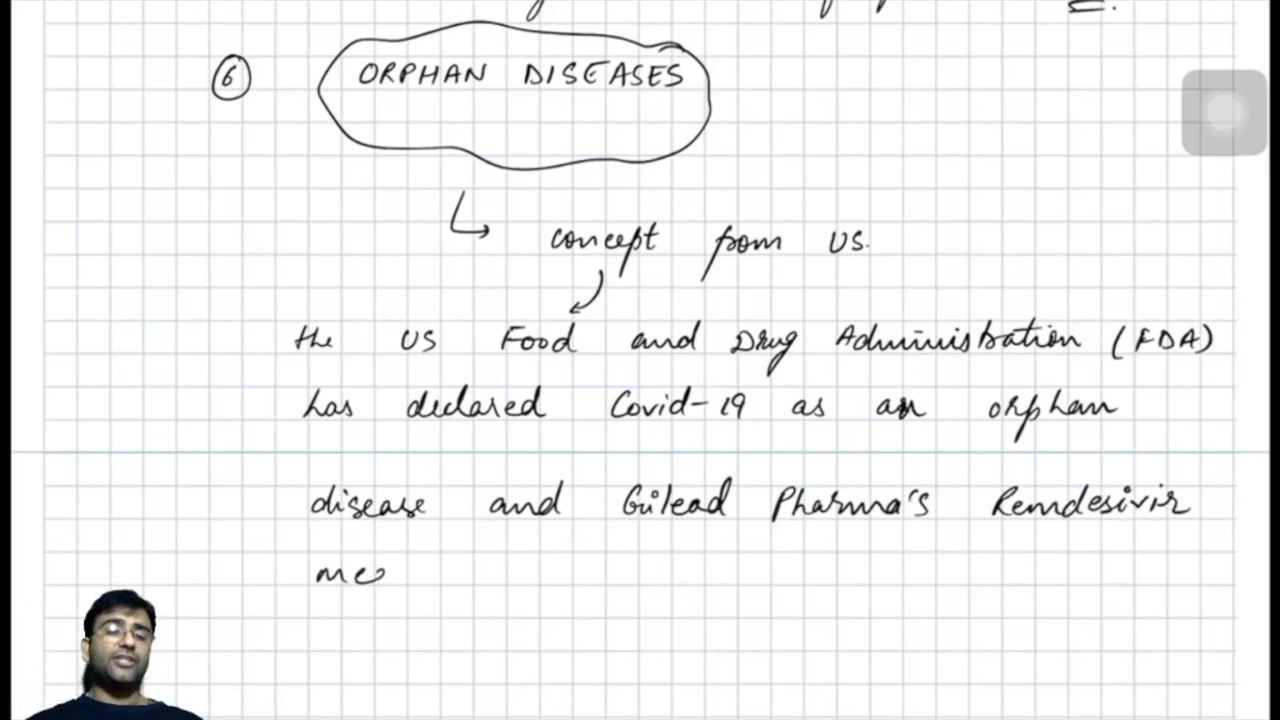 6 ORPHAN DISEASES
concept from US.
the US Food and Drug Administration (FDA)
has declared Covid-19 as an orphan
disease and Gilead Pharma's Remdesivir
me